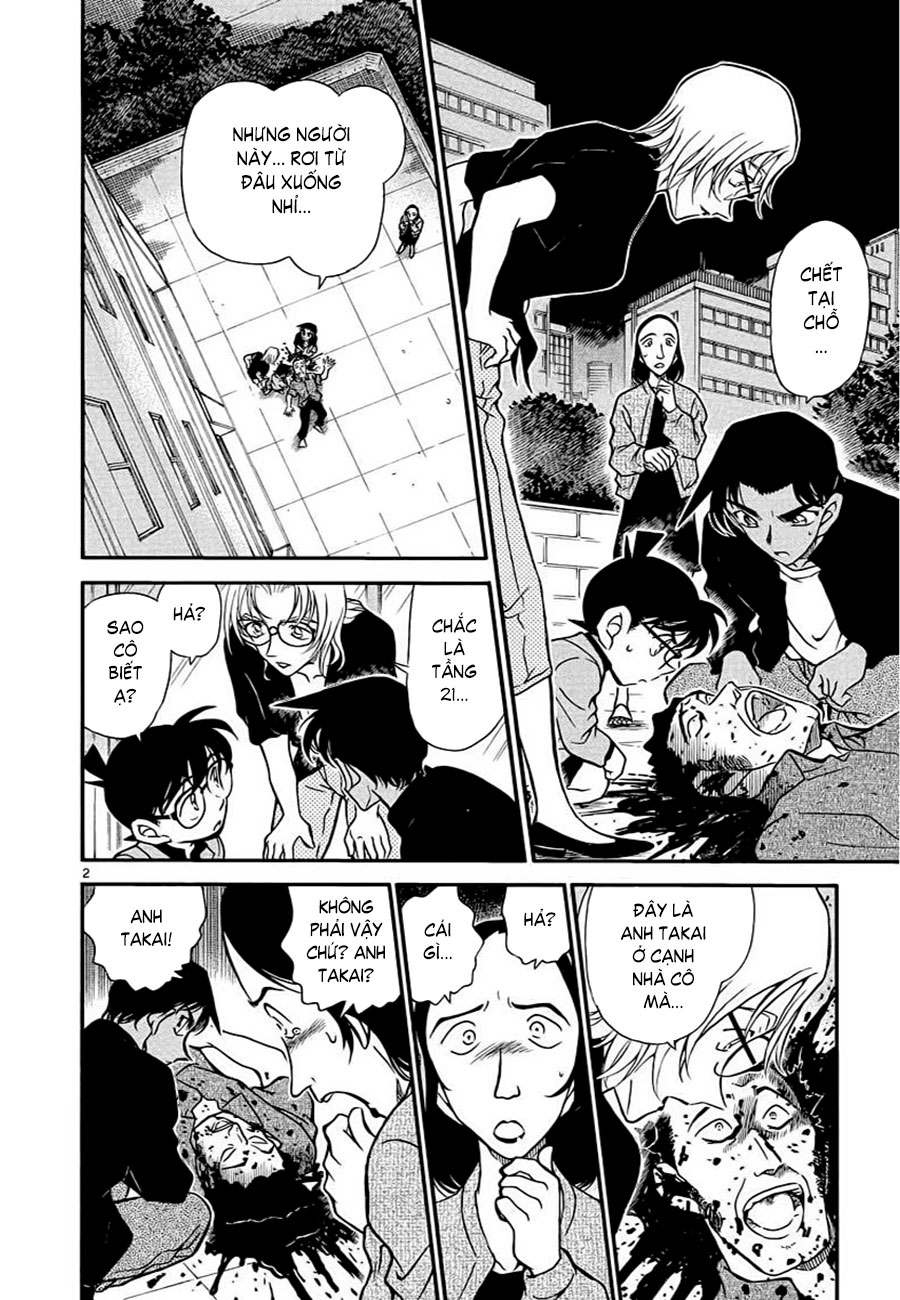 CHẾT
TẠI
CHỖ
...
NHƯNG NGƯỜI
NÀY... RƠI TỪ
ĐÂU XUỐNG
NHỈ...
CHẮC
LÀ
TẦNG
21...
HẢ?
SAO
CÔ
BIẾT
Ạ?
2
ĐÂY LÀ
ANH TAKAI
Ở CẠNH
NHÀ CÔ
MÀ...
HẢ?
CÁI
GÌ...
KHÔNG
PHẢI VẬY
CHỨ? ANH
TAKAI?
ANH
TAKAI!